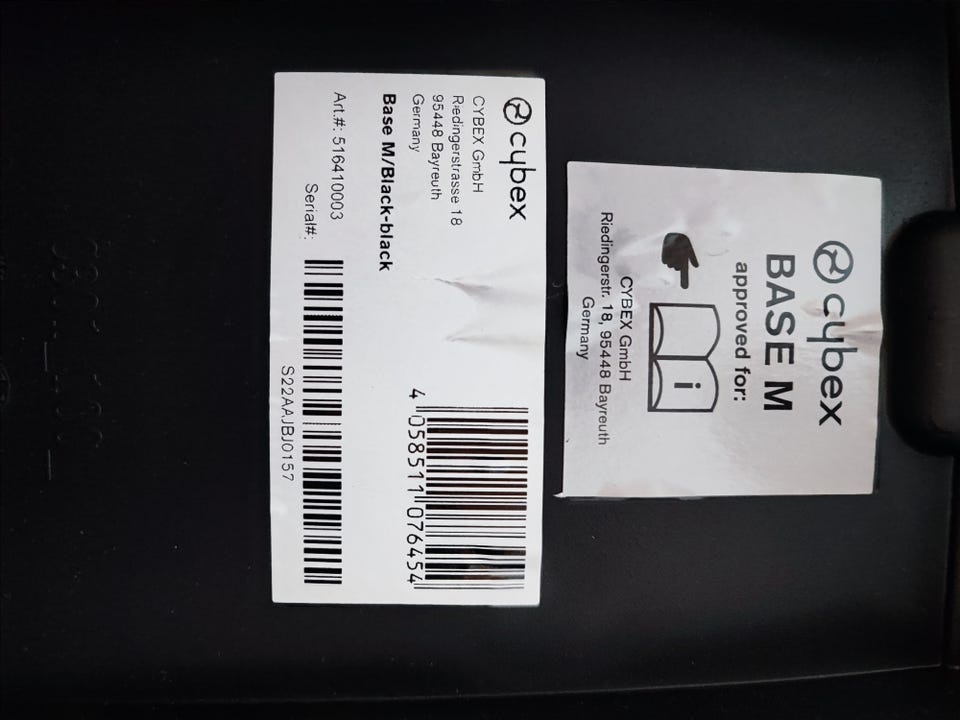 cybex
BASE M
approved for:
i
CYBEX GmbH
Riedingerstr. 18, 95448 Bayreuth
Germany
cybex
CYBEX GmbH
Riedingerstrasse 18
95448 Bayreuth
Germany
4 058511 076454
Base M/Black-black
Art.#: 516410003
Serial#:
S22AAJBJ0157